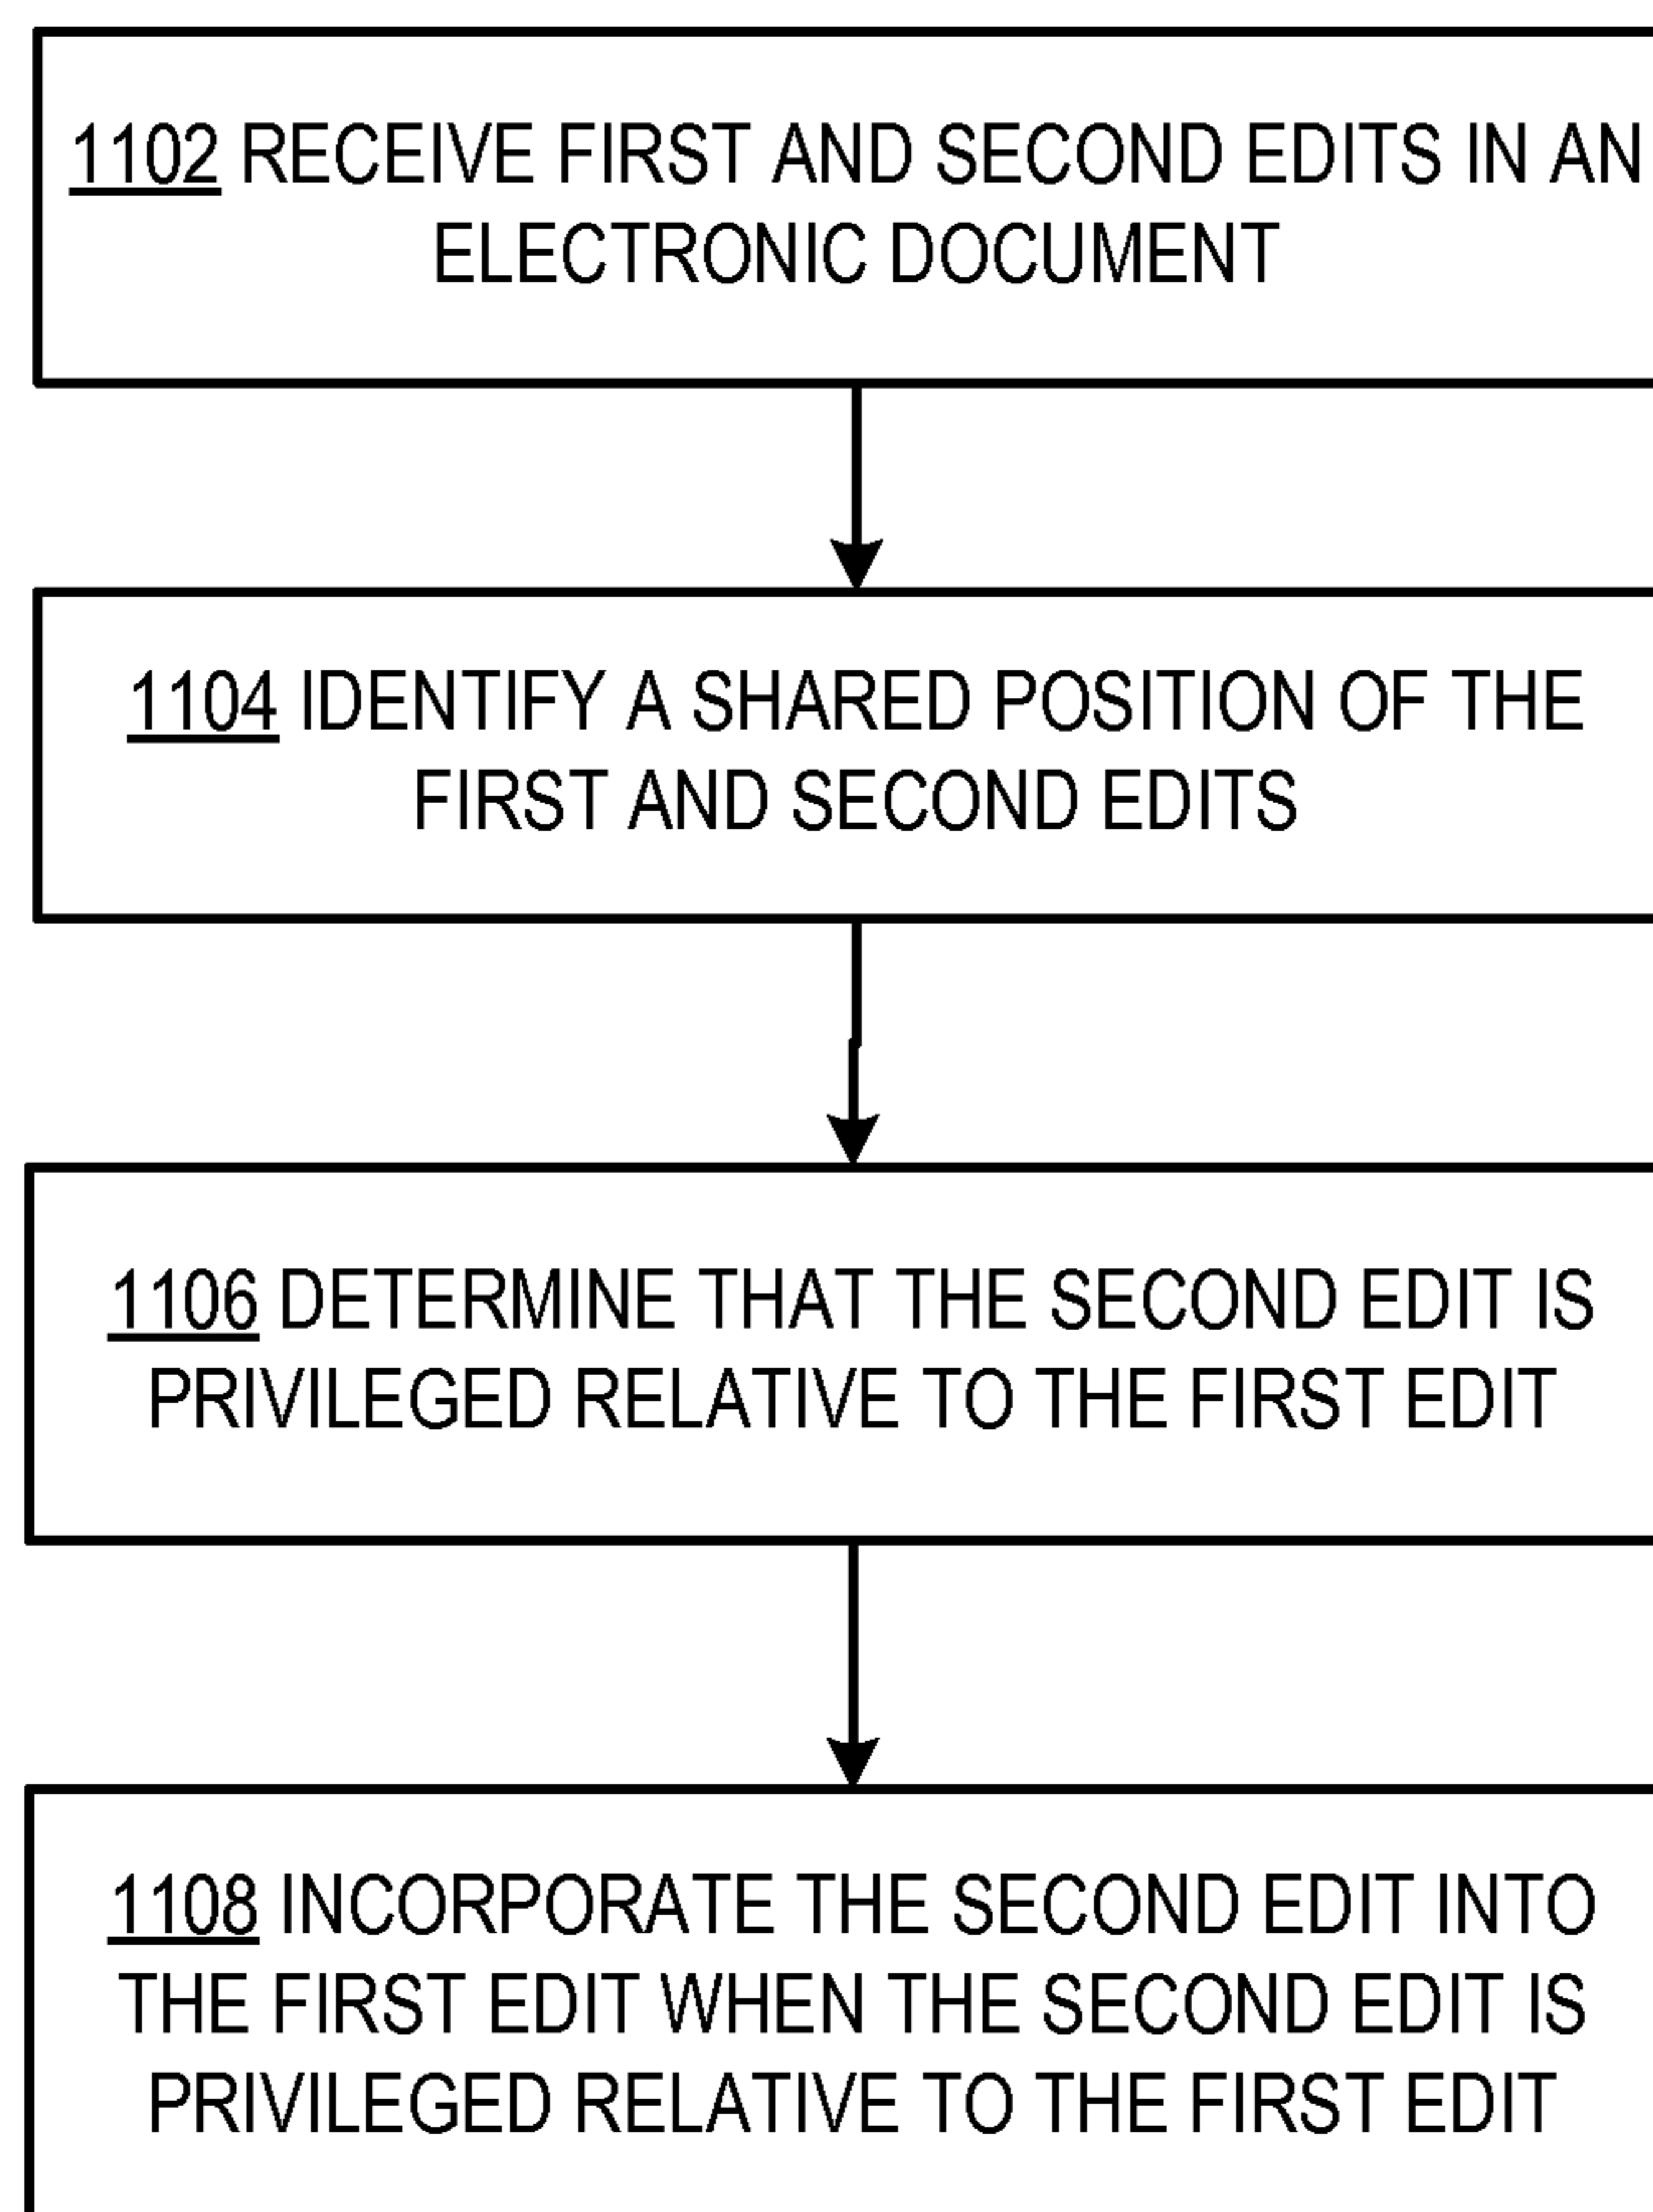 1102 RECEIVE FIRST AND SECOND EDITS IN AN
ELECTRONIC DOCUMENT
1104 IDENTIFY A SHARED POSITION OF THE
FIRST AND SECOND EDITS
1106 DETERMINE THAT THE SECOND EDIT IS
PRIVILEGED RELATIVE TO THE FIRST EDIT
1108 INCORPORATE THE SECOND EDIT INTO
THE FIRST EDIT WHEN THE SECOND EDIT IS
PRIVILEGED RELATIVE TO THE FIRST EDIT